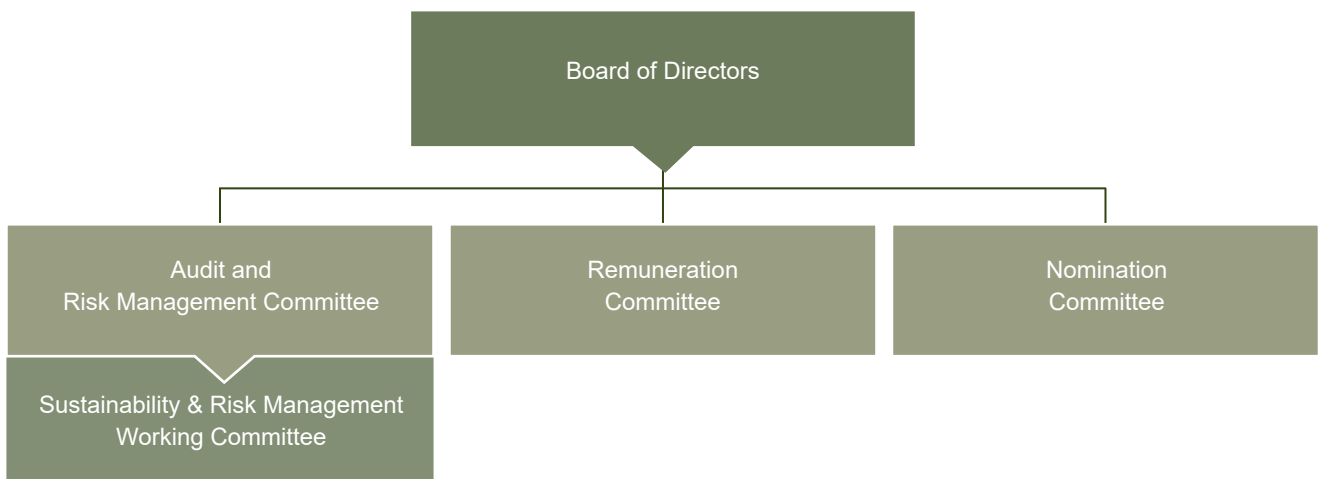 Board of Directors
Audit and
Risk Management Committee
Remuneration
Committee
Nomination
Committee
Sustainability & Risk Management
Working Committee